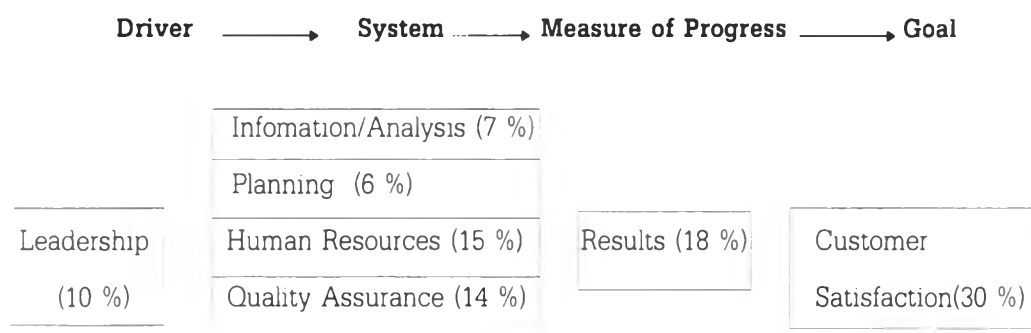 Driver System Measure of Progress Goal
Infomation/Analysis (7 %)
Planning (6 %)
Leadership Human Resources (15 %) Results (18 %) Customer
(10 %) Quality Assurance (14 %) Satisfaction(30 %)